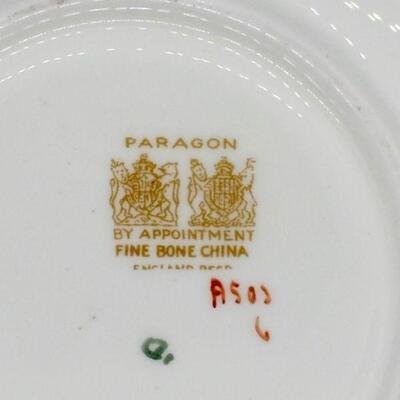 PARAGON
BY APPOINTMENT
FINE BONE CHINA
ENGLAND REGD
A503
6